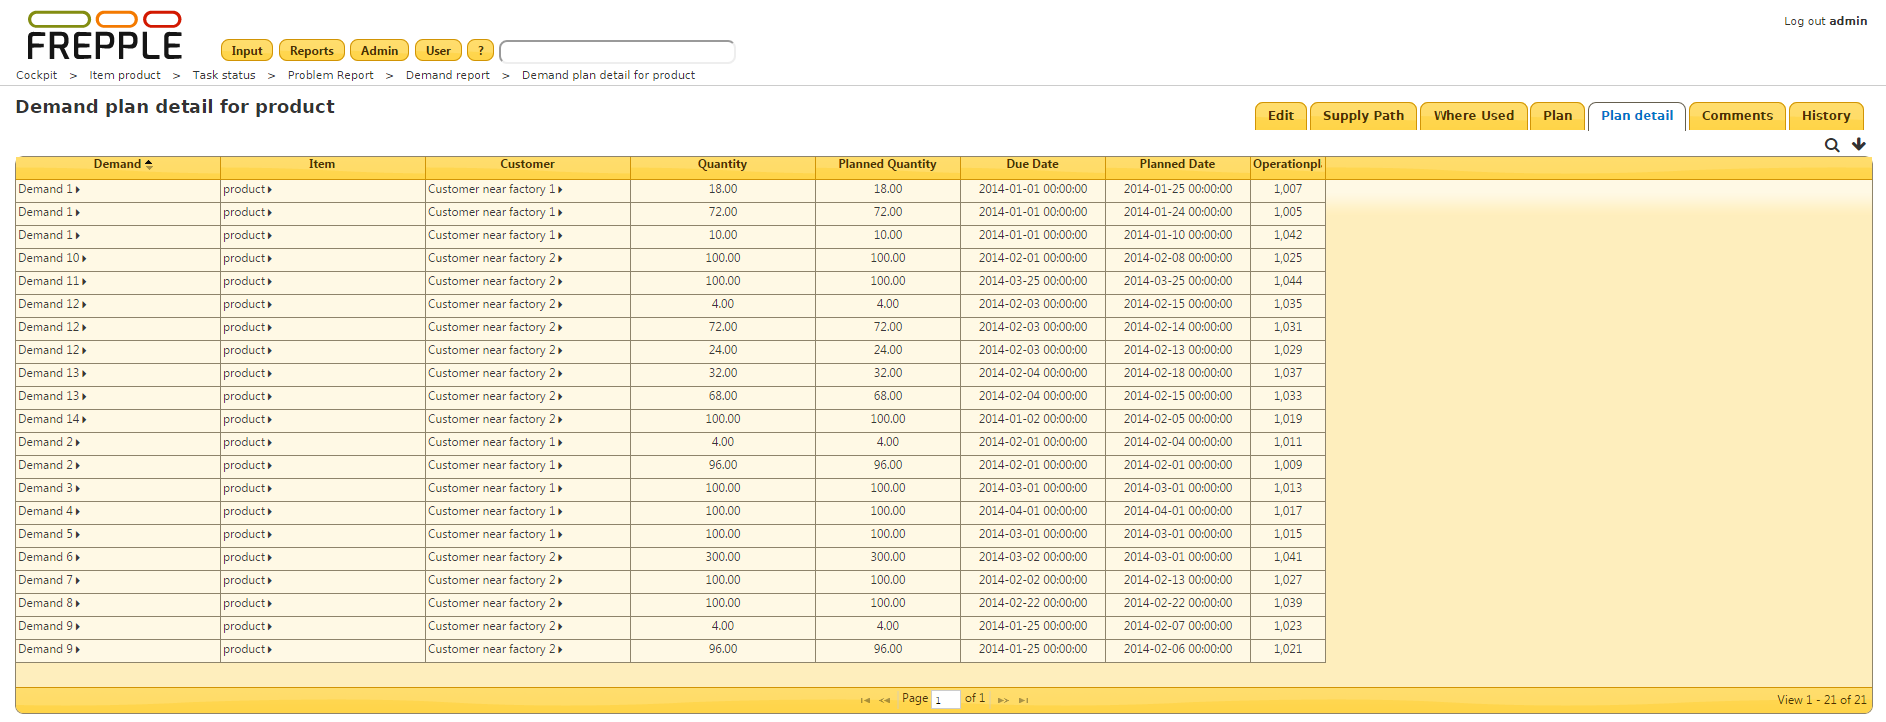 FREPPLE
Log out admin
Input Reports Admin User ?
Cockpit > Item product > Task status > Problem Report > Demand report > Demand plan detail for product
Demand plan detail for product
Edit Supply Path Where Used Plan Plan detail Comments History
Demand Item Customer Quantity Planned Quantity Due Date Planned Date Operationpl
Demand 1 product Customer near factory 1 18.00 18.00 2014-01-01 00:00:00 2014-01-25 00:00:00 1,007
Demand 1 product Customer near factory 1 72.00 72.00 2014-01-01 00:00:00 2014-01-24 00:00:00 1,005
Demand 1 product Customer near factory 1 10.00 10.00 2014-01-01 00:00:00 2014-01-10 00:00:00 1,042
Demand 10 product Customer near factory 2 100.00 100.00 2014-02-01 00:00:00 2014-02-08 00:00:00 1,025
Demand 11 product Customer near factory 2 100.00 100.00 2014-03-25 00:00:00 2014-03-25 00:00:00 1,044
Demand 12 product Customer near factory 2 4.00 4.00 2014-02-03 00:00:00 2014-02-15 00:00:00 1,035
Demand 12 product Customer near factory 2 72.00 72.00 2014-02-03 00:00:00 2014-02-14 00:00:00 1,031
Demand 12 product Customer near factory 2 24.00 24.00 2014-02-03 00:00:00 2014-02-13 00:00:00 1,029
Demand 13 product Customer near factory 2 32.00 32.00 2014-02-04 00:00:00 2014-02-18 00:00:00 1,037
Demand 13 product Customer near factory 2 68.00 68.00 2014-02-04 00:00:00 2014-02-15 00:00:00 1,033
Demand 14 product Customer near factory 2 100.00 100.00 2014-01-02 00:00:00 2014-02-05 00:00:00 1,019
Demand 2 product Customer near factory 1 4.00 4.00 2014-02-01 00:00:00 2014-02-04 00:00:00 1,011
Demand 2 product Customer near factory 1 96.00 96.00 2014-02-01 00:00:00 2014-02-01 00:00:00 1,009
Demand 3 product Customer near factory 1 100.00 100.00 2014-03-01 00:00:00 2014-03-01 00:00:00 1,013
Demand 4 product Customer near factory 1 100.00 100.00 2014-04-01 00:00:00 2014-04-01 00:00:00 1,017
Demand 5 product Customer near factory 1 100.00 100.00 2014-03-01 00:00:00 2014-03-01 00:00:00 1,015
Demand 6 product Customer near factory 2 300.00 300.00 2014-03-02 00:00:00 2014-03-01 00:00:00 1,041
Demand 7 product Customer near factory 2 100.00 100.00 2014-02-02 00:00:00 2014-02-13 00:00:00 1,027
Demand 8 product Customer near factory 2 100.00 100.00 2014-02-22 00:00:00 2014-02-22 00:00:00 1,039
Demand 9 product Customer near factory 2 4.00 4.00 2014-01-25 00:00:00 2014-02-07 00:00:00 1,023
Demand 9 product Customer near factory 2 96.00 96.00 2014-01-25 00:00:00 2014-02-06 00:00:00 1,021
Page 1 of 1
View 1 - 21 of 21